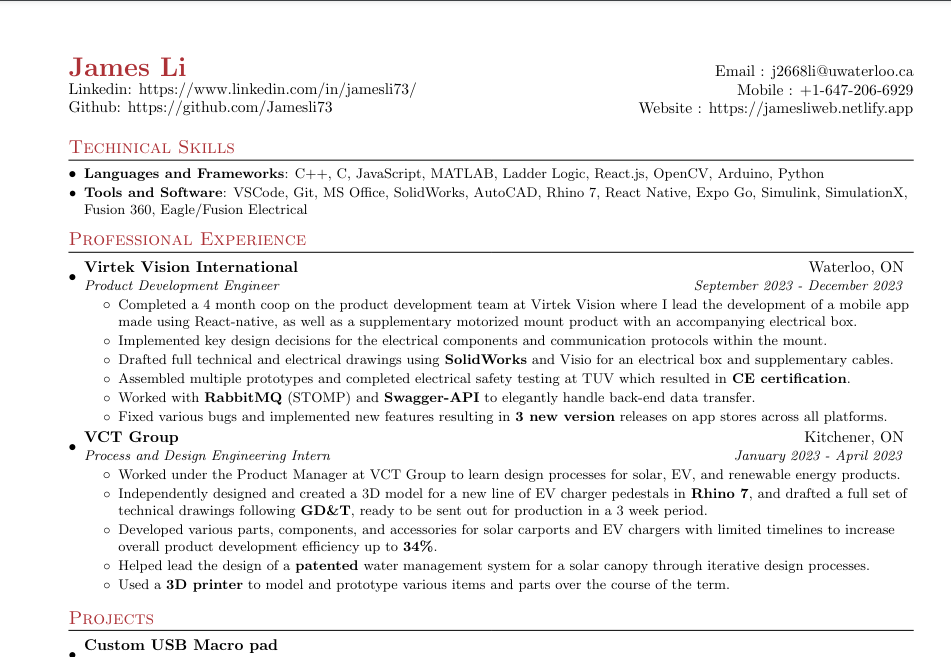 James Li
Linkedin: https://www.linkedin.com/in/jamesli73/
Github: https://github.com/Jamesli73
Email : j2668li@uwaterloo.ca
Mobile : +1-647-206-6929
Website : https://jamesliweb.netlify.app
Techinical Skills
• Languages and Frameworks: C++, C, JavaScript, MATLAB, Ladder Logic, React.js, OpenCV, Arduino, Python
• Tools and Software: VSCode, Git, MS Office, SolidWorks, AutoCAD, Rhino 7, React Native, Expo Go, Simulink, SimulationX,
Fusion 360, Eagle/Fusion Electrical
Professional Experience
• Virtek Vision International Waterloo, ON
Product Development Engineer September 2023 - December 2023
◦ Completed a 4 month coop on the product development team at Virtek Vision where I lead the development of a mobile app
made using React-native, as well as a supplementary motorized mount product with an accompanying electrical box.
◦ Implemented key design decisions for the electrical components and communication protocols within the mount.
◦ Drafted full technical and electrical drawings using SolidWorks and Visio for an electrical box and supplementary cables.
◦ Assembled multiple prototypes and completed electrical safety testing at TUV which resulted in CE certification.
◦ Worked with RabbitMQ (STOMP) and Swagger-API to elegantly handle back-end data transfer.
◦ Fixed various bugs and implemented new features resulting in 3 new version releases on app stores across all platforms.
• VCT Group Kitchener, ON
Process and Design Engineering Intern January 2023 - April 2023
◦ Worked under the Product Manager at VCT Group to learn design processes for solar, EV, and renewable energy products.
◦ Independently designed and created a 3D model for a new line of EV charger pedestals in Rhino 7, and drafted a full set of
technical drawings following GD&T, ready to be sent out for production in a 3 week period.
◦ Developed various parts, components, and accessories for solar carports and EV chargers with limited timelines to increase
overall product development efficiency up to 34%.
◦ Helped lead the design of a patented water management system for a solar canopy through iterative design processes.
◦ Used a 3D printer to model and prototype various items and parts over the course of the term.
Projects
• Custom USB Macro pad